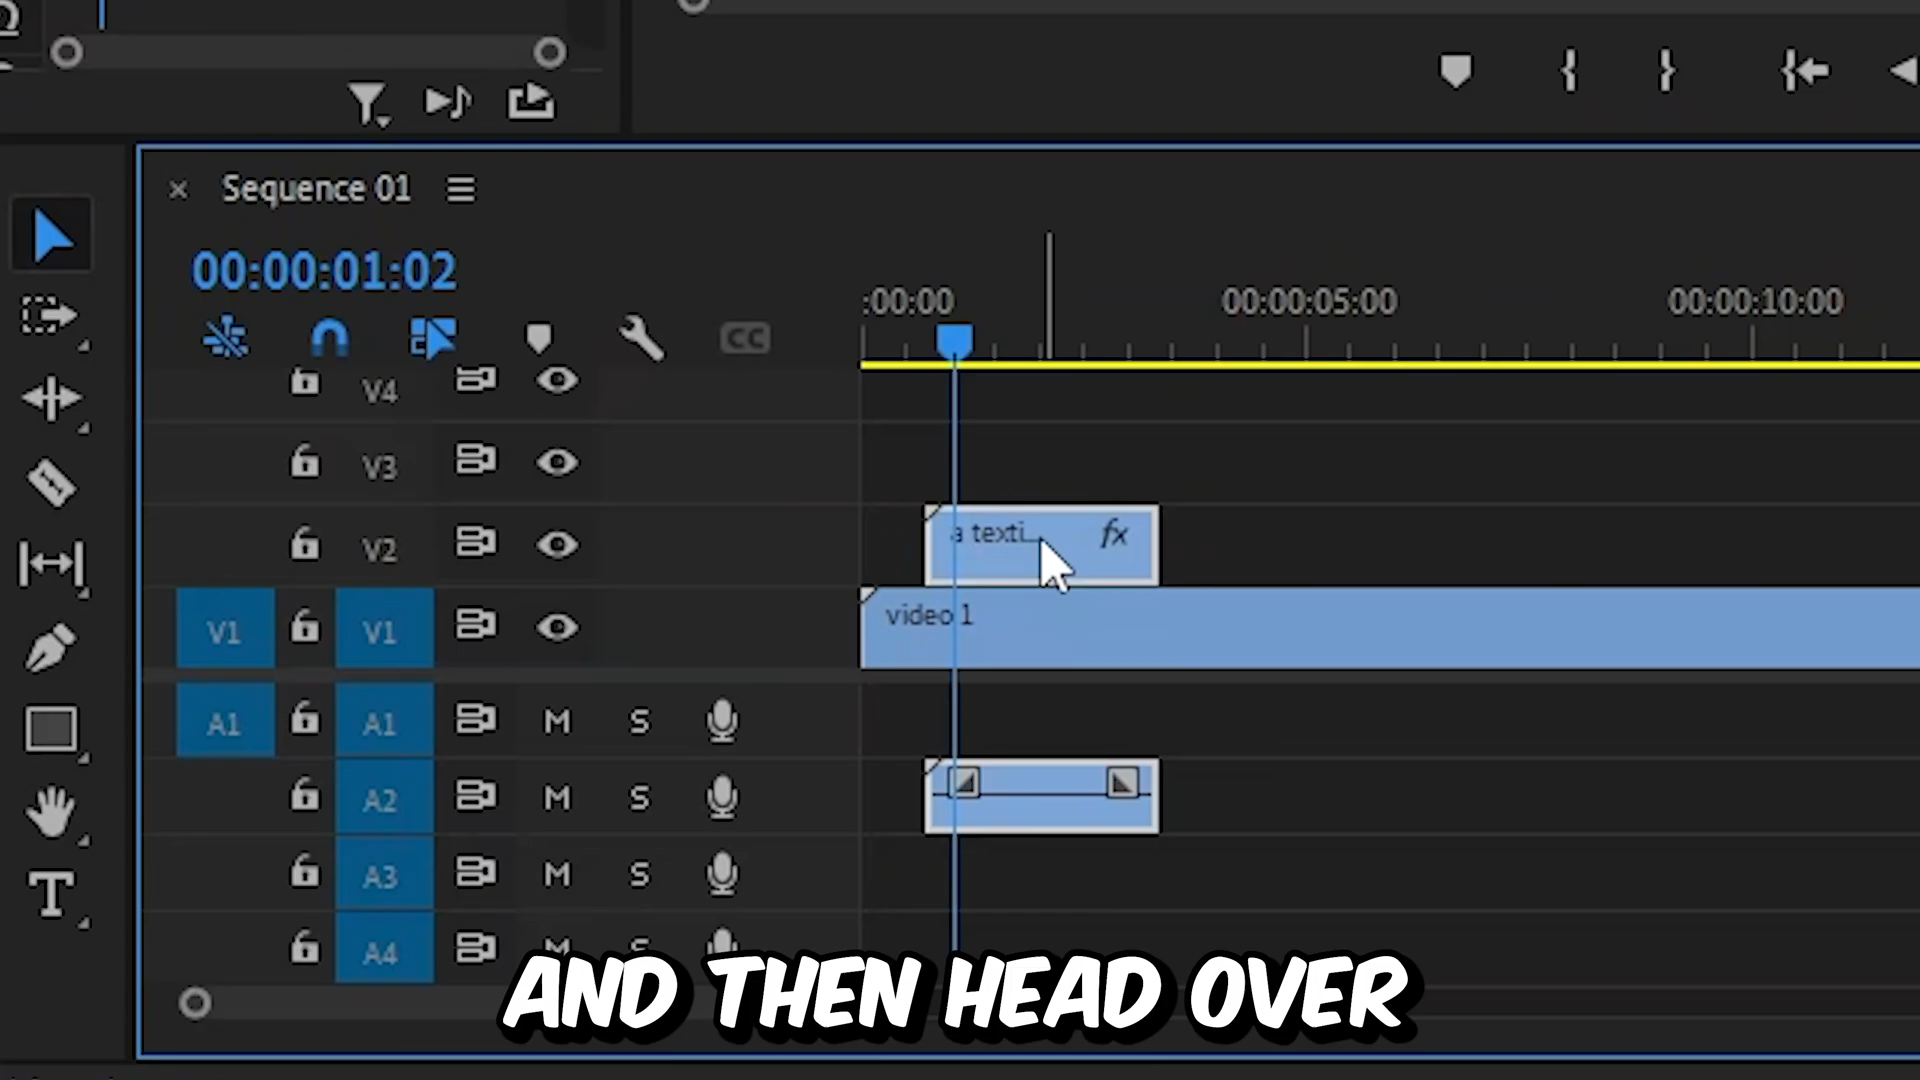 × Sequence 01
00:00:01:02
:00:00 00:00:05:00 00:00:10:00
CC
V4
V3
V2
a texti... fx
V1 V1
video 1
A1 A1 M S
A2 M S
A3 M S
A4 M S
T
AND THEN HEAD OVER